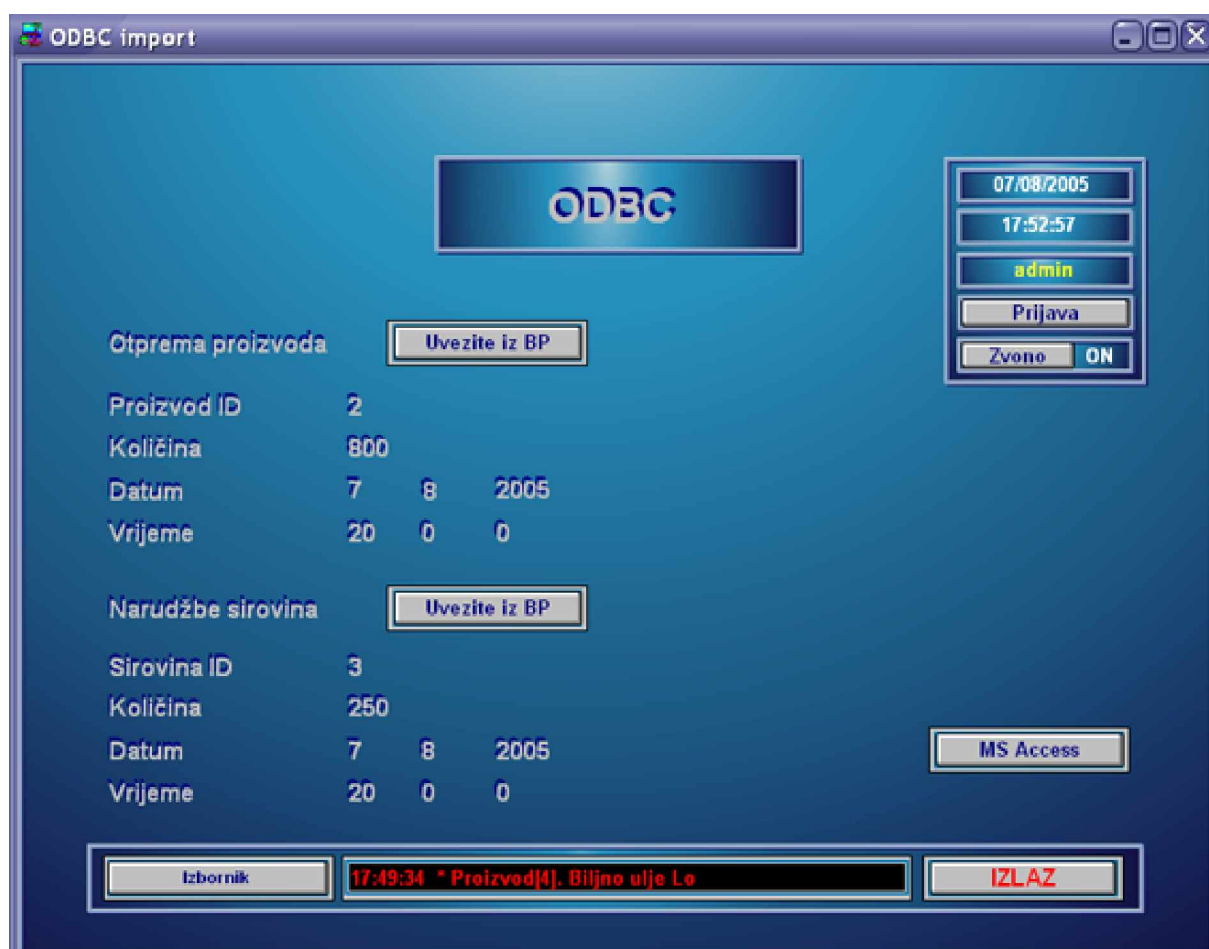 ODBC import
ODBC
07/08/2005
17:52:57
admin
Prijava
Zvono ON
Otprema proizvoda Uvezite iz BP
Proizvod ID 2
Količina 800
Datum 7 8 2005
Vrijeme 20 0 0
Narudžbe sirovina Uvezite iz BP
Sirovina ID 3
Količina 250
Datum 7 8 2005
Vrijeme 20 0 0
MS Access
Izbornik 17:49:34 * Proizvod[4]. Biljno ulje Lo IZLAZ